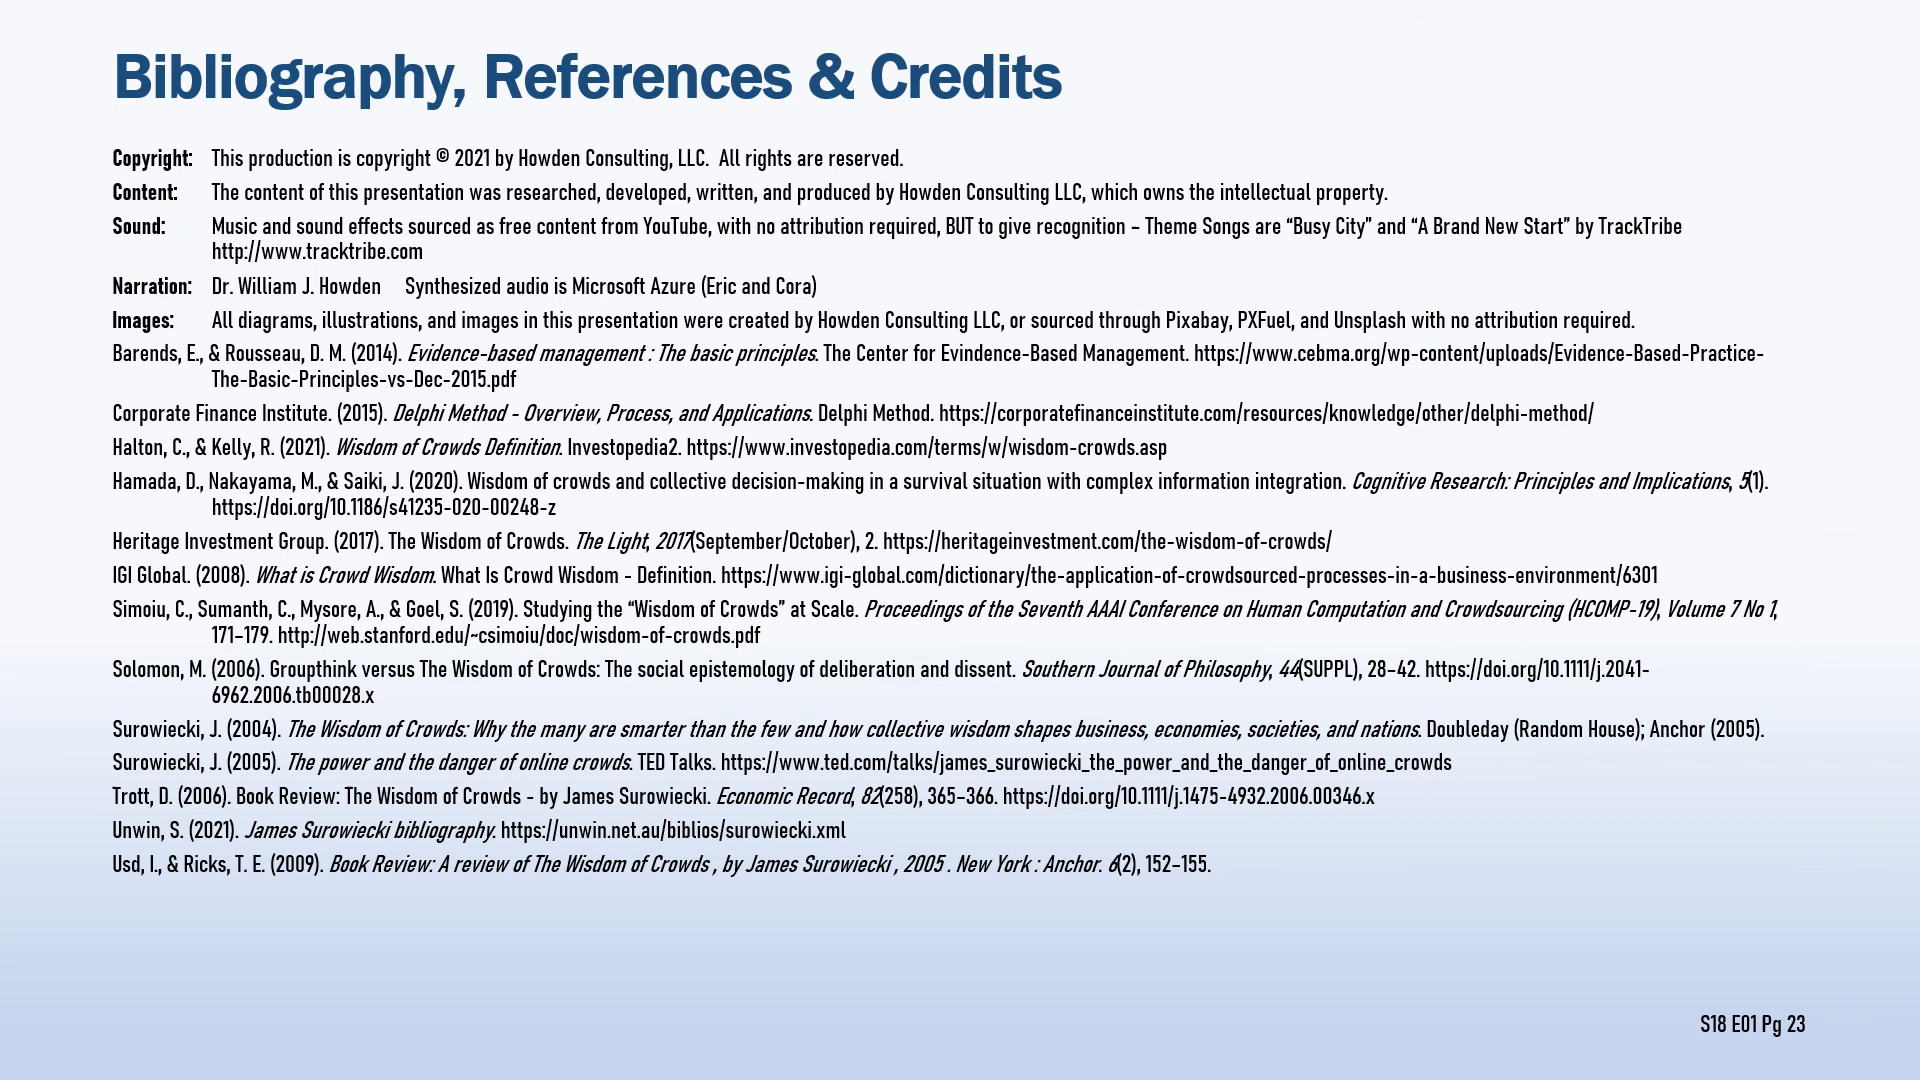 Bibliography, References & Credits
Copyright: This production is copyright © 2021 by Howden Consulting, LLC.  All rights are reserved.
Content: The content of this presentation was researched, developed, written, and produced by Howden Consulting LLC, which owns the intellectual property.
Sound: Music and sound effects sourced as free content from YouTube, with no attribution required, BUT to give recognition – Theme Songs are “Busy City” and “A Brand New Start” by TrackTribe
http://www.tracktribe.com
Narration: Dr. William J. Howden    Synthesized audio is Microsoft Azure (Eric and Cora)
Images: All diagrams, illustrations, and images in this presentation were created by Howden Consulting LLC, or sourced through Pixabay, PXFuel, and Unsplash with no attribution required.
Barends, E., & Rousseau, D. M. (2014). Evidence-based management : The basic principles. The Center for Evindence-Based Management. https://www.cebma.org/wp-content/uploads/Evidence-Based-Practice-
The-Basic-Principles-vs-Dec-2015.pdf
Corporate Finance Institute. (2015). Delphi Method - Overview, Process, and Applications. Delphi Method. https://corporatefinanceinstitute.com/resources/knowledge/other/delphi-method/
Halton, C., & Kelly, R. (2021). Wisdom of Crowds Definition. Investopedia2. https://www.investopedia.com/terms/w/wisdom-crowds.asp
Hamada, D., Nakayama, M., & Saiki, J. (2020). Wisdom of crowds and collective decision-making in a survival situation with complex information integration. Cognitive Research: Principles and Implications, 5(1).
https://doi.org/10.1186/s41235-020-00248-z
Heritage Investment Group. (2017). The Wisdom of Crowds. The Light, 2017(September/October), 2. https://heritageinvestment.com/the-wisdom-of-crowds/
IGI Global. (2008). What is Crowd Wisdom. What Is Crowd Wisdom - Definition. https://www.igi-global.com/dictionary/the-application-of-crowdsourced-processes-in-a-business-environment/6301
Simoiu, C., Sumanth, C., Mysore, A., & Goel, S. (2019). Studying the “Wisdom of Crowds” at Scale. Proceedings of the Seventh AAAI Conference on Human Computation and Crowdsourcing (HCOMP-19), Volume 7 No 1,
171–179. http://web.stanford.edu/~csimoiu/doc/wisdom-of-crowds.pdf
Solomon, M. (2006). Groupthink versus The Wisdom of Crowds: The social epistemology of deliberation and dissent. Southern Journal of Philosophy, 44(SUPPL), 28–42. https://doi.org/10.1111/j.2041-
6962.2006.tb00028.x
Surowiecki, J. (2004). The Wisdom of Crowds: Why the many are smarter than the few and how collective wisdom shapes business, economies, societies, and nations. Doubleday (Random House); Anchor (2005).
Surowiecki, J. (2005). The power and the danger of online crowds. TED Talks. https://www.ted.com/talks/james_surowiecki_the_power_and_the_danger_of_online_crowds
Trott, D. (2006). Book Review: The Wisdom of Crowds - by James Surowiecki. Economic Record, 82(258), 365–366. https://doi.org/10.1111/j.1475-4932.2006.00346.x
Unwin, S. (2021). James Surowiecki bibliography. https://unwin.net.au/biblios/surowiecki.xml
Usd, I., & Ricks, T. E. (2009). Book Review: A review of The Wisdom of Crowds , by James Surowiecki , 2005 . New York : Anchor. 6(2), 152–155.
S18 E01 Pg 23